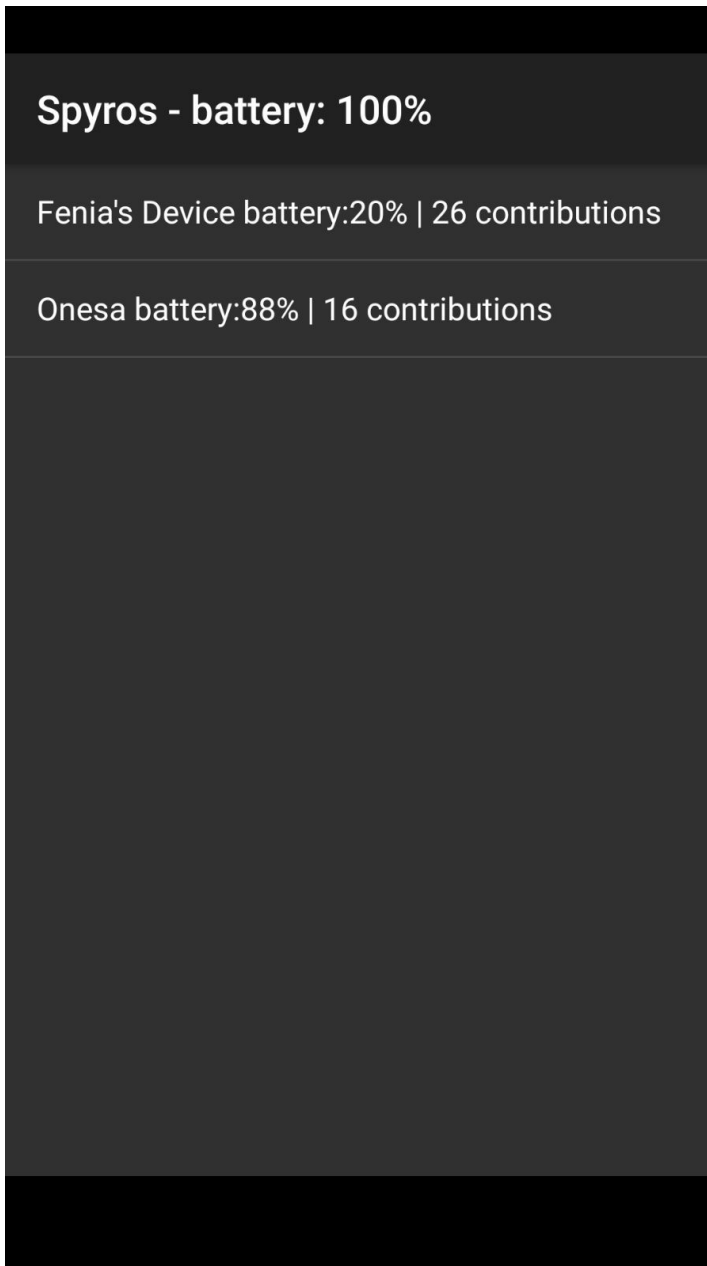 Spyros - battery: 100%
Fenia's Device battery:20% | 26 contributions
Onesa battery:88% | 16 contributions